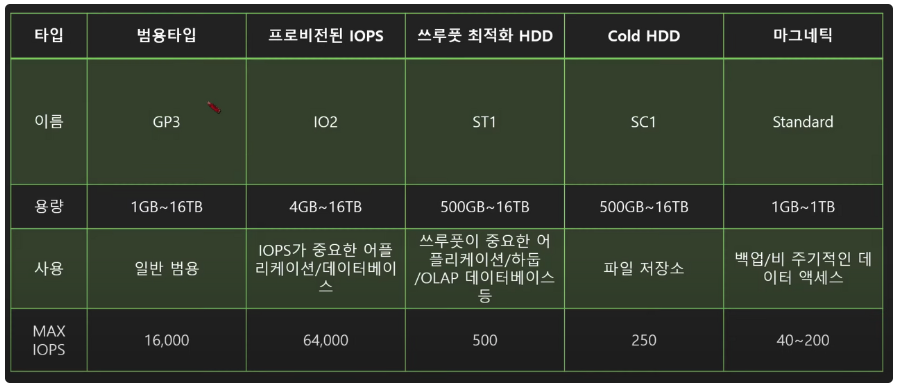 타입 범용타입 프로비전된 IOPS 쓰루풋 최적화 HDD Cold HDD 마그네틱
이름 GP3 IO2 ST1 SC1 Standard
용량 1GB~16TB 4GB~16TB 500GB~16TB 500GB~16TB 1GB~1TB
사용
일반 범용
IOPS가 중요한 어플
리케이션/데이터베이
스
쓰루풋이 중요한 어
플리케이션/하둡
/OLAP 데이터베이스
등
파일 저장소
백업/비 주기적인 데
이터 액세스
MAX
IOPS
16,000 64,000 500 250 40~200